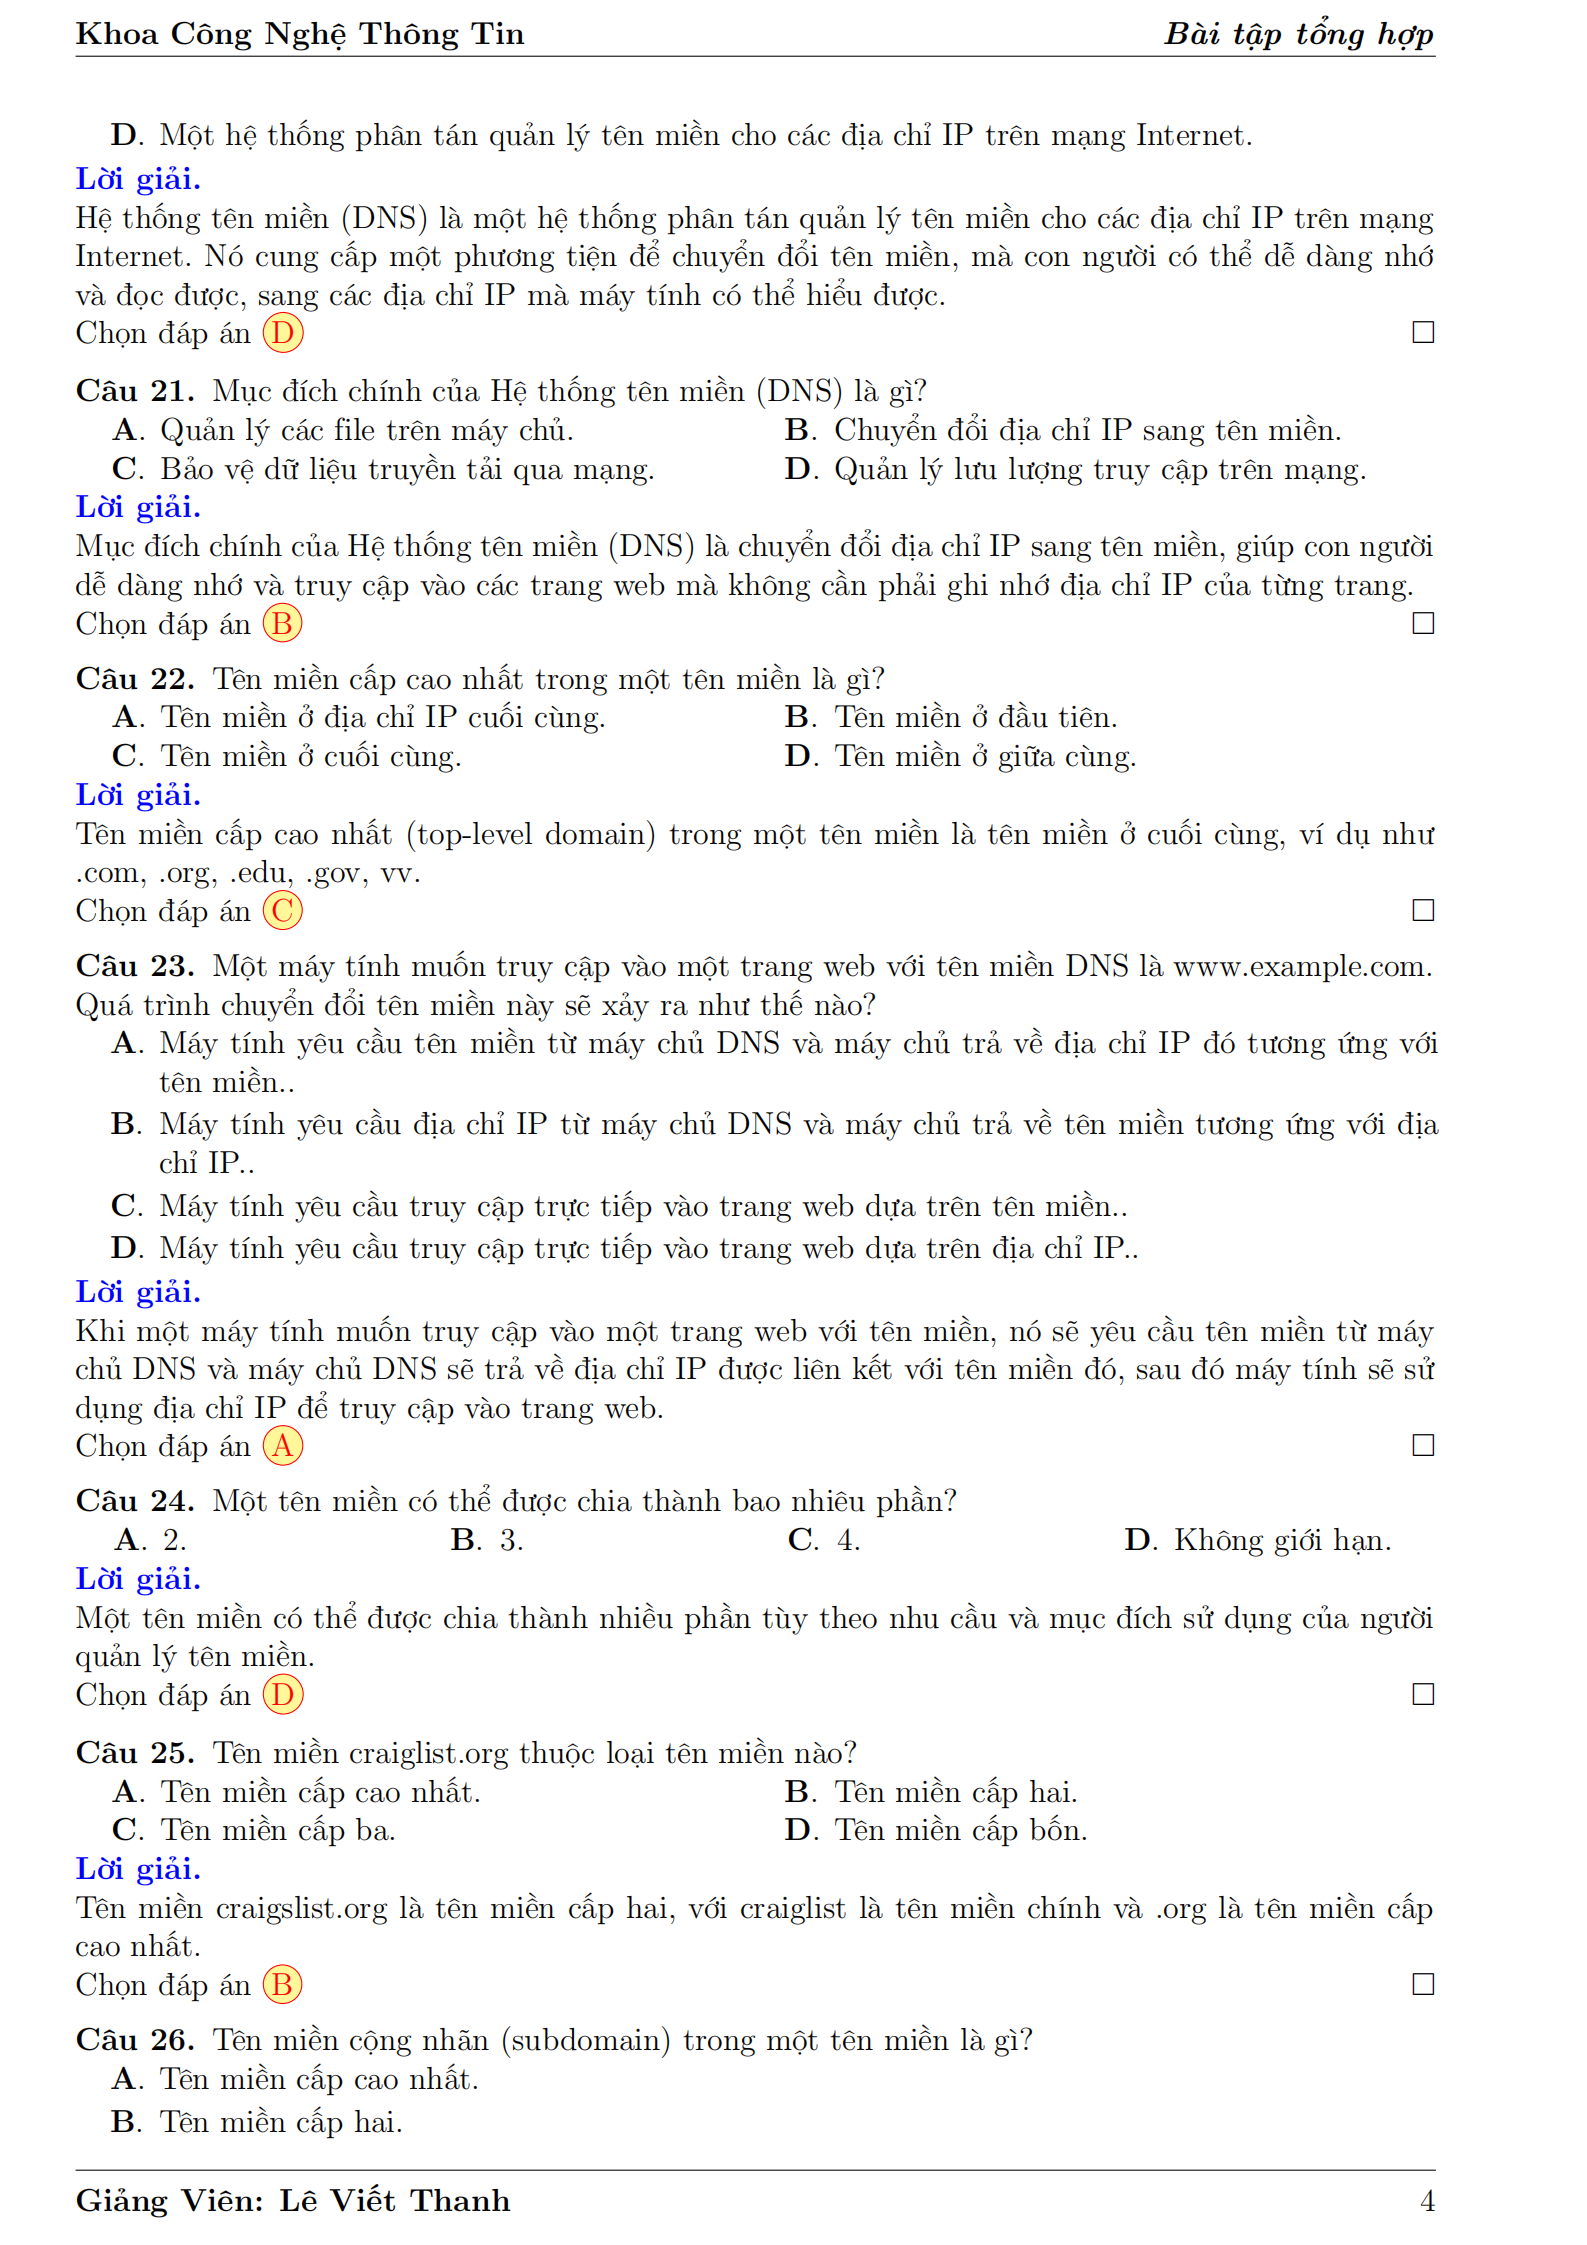 Khoa Công Nghệ Thông Tin Bài tập tổng hợp
D. Một hệ thống phân tán quản lý tên miền cho các địa chỉ IP trên mạng Internet.
Lời giải.
Hệ thống tên miền (DNS) là một hệ thống phân tán quản lý tên miền cho các địa chỉ IP trên mạng
Internet. Nó cung cấp một phương tiện để chuyển đổi tên miền, mà con người có thể dễ dàng nhớ
và đọc được, sang các địa chỉ IP mà máy tính có thể hiểu được.
Chọn đáp án D □
Câu 21. Mục đích chính của Hệ thống tên miền (DNS) là gì?
A. Quản lý các file trên máy chủ. B. Chuyển đổi địa chỉ IP sang tên miền.
C. Bảo vệ dữ liệu truyền tải qua mạng. D. Quản lý lưu lượng truy cập trên mạng.
Lời giải.
Mục đích chính của Hệ thống tên miền (DNS) là chuyển đổi địa chỉ IP sang tên miền, giúp con người
dễ dàng nhớ và truy cập vào các trang web mà không cần phải ghi nhớ địa chỉ IP của từng trang.
Chọn đáp án B □
Câu 22. Tên miền cấp cao nhất trong một tên miền là gì?
A. Tên miền ở địa chỉ IP cuối cùng. B. Tên miền ở đầu tiên.
C. Tên miền ở cuối cùng. D. Tên miền ở giữa cùng.
Lời giải.
Tên miền cấp cao nhất (top-level domain) trong một tên miền là tên miền ở cuối cùng, ví dụ như
.com, .org, .edu, .gov, vv.
Chọn đáp án C □
Câu 23. Một máy tính muốn truy cập vào một trang web với tên miền DNS là www.example.com.
Quá trình chuyển đổi tên miền này sẽ xảy ra như thế nào?
A. Máy tính yêu cầu tên miền từ máy chủ DNS và máy chủ trả về địa chỉ IP đó tương ứng với
tên miền..
B. Máy tính yêu cầu địa chỉ IP từ máy chủ DNS và máy chủ trả về tên miền tương ứng với địa
chỉ IP..
C. Máy tính yêu cầu truy cập trực tiếp vào trang web dựa trên tên miền..
D. Máy tính yêu cầu truy cập trực tiếp vào trang web dựa trên địa chỉ IP..
Lời giải.
Khi một máy tính muốn truy cập vào một trang web với tên miền, nó sẽ yêu cầu tên miền từ máy
chủ DNS và máy chủ DNS sẽ trả về địa chỉ IP được liên kết với tên miền đó, sau đó máy tính sẽ sử
dụng địa chỉ IP để truy cập vào trang web.
Chọn đáp án A □
Câu 24. Một tên miền có thể được chia thành bao nhiêu phần?
A. 2. B. 3. C. 4. D. Không giới hạn.
Lời giải.
Một tên miền có thể được chia thành nhiều phần tùy theo nhu cầu và mục đích sử dụng của người
quản lý tên miền.
Chọn đáp án D □
Câu 25. Tên miền craiglist.org thuộc loại tên miền nào?
A. Tên miền cấp cao nhất. B. Tên miền cấp hai.
C. Tên miền cấp ba. D. Tên miền cấp bốn.
Lời giải.
Tên miền craigslist.org là tên miền cấp hai, với craiglist là tên miền chính và .org là tên miền cấp
cao nhất.
Chọn đáp án B □
Câu 26. Tên miền cộng nhãn (subdomain) trong một tên miền là gì?
A. Tên miền cấp cao nhất.
B. Tên miền cấp hai.
Giảng Viên: Lê Viết Thanh 4